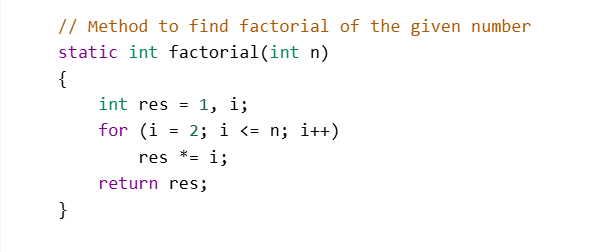 // Method to find factorial of the given number
static int factorial(int n)
{
    int res = 1, i;
    for (i = 2; i <= n; i++)
        res *= i;
    return res;
}